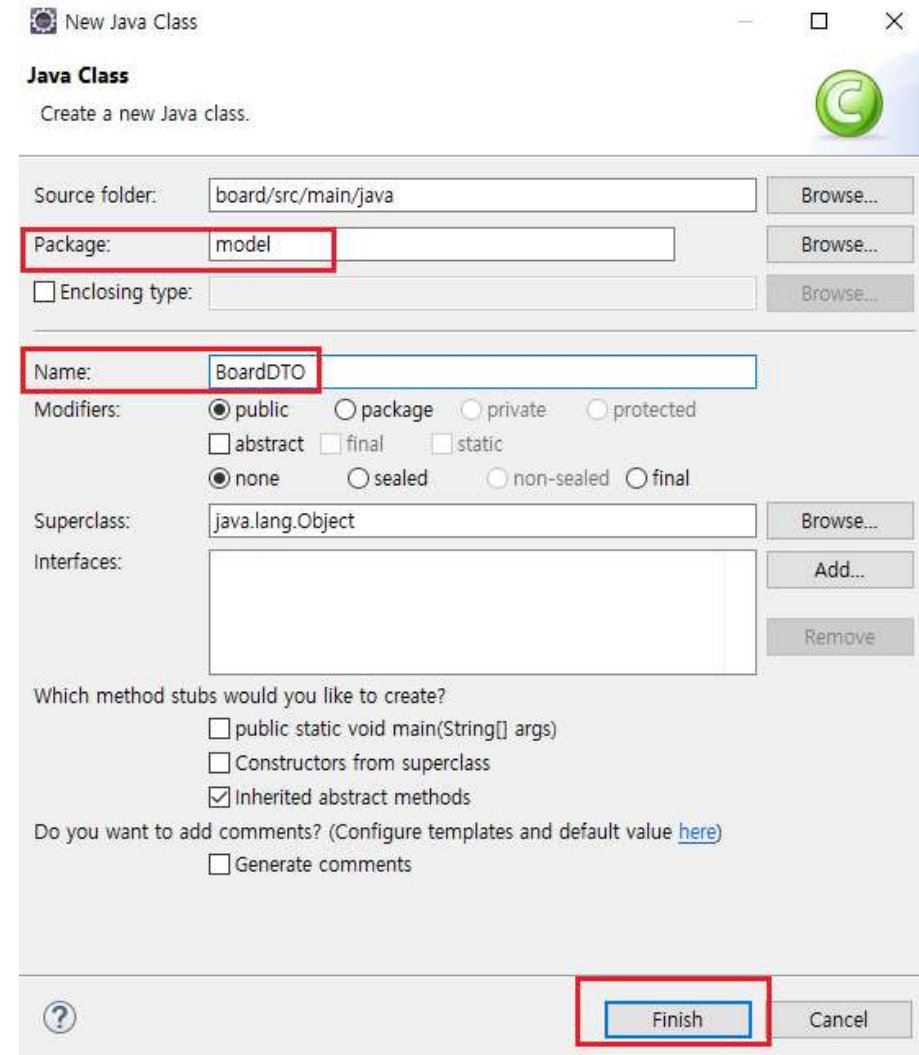 New Java Class
Java Class
Create a new Java class.
Source folder: board/src/main/java Browse...
Package: model Browse...
Enclosing type: Browse...
Name: BoardDTO
Modifiers: public package private protected
abstract final static
none sealed non-sealed final
Superclass: java.lang.Object Browse...
Interfaces: Add...
Remove
Which method stubs would you like to create?
public static void main(String[] args)
Constructors from superclass
Inherited abstract methods
Do you want to add comments? (Configure templates and default value here)
Generate comments
? Finish Cancel